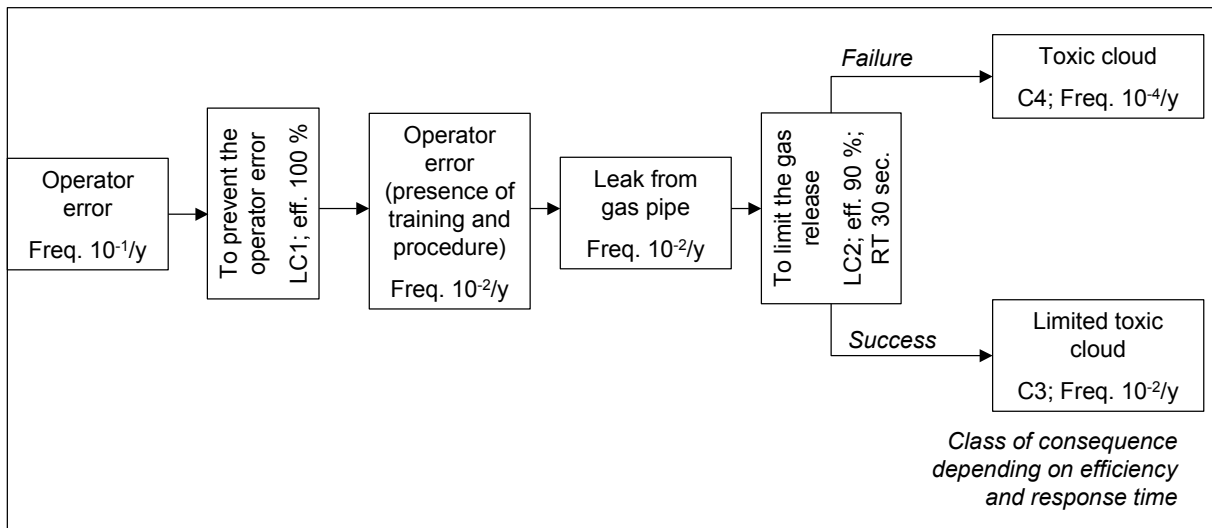 Operator
error
Freq. 10⁻¹/y
To prevent the
operator error
LC1; eff. 100 %
Operator
error
(presence of
training and
procedure)
Freq. 10⁻²/y
Leak from
gas pipe
Freq. 10⁻²/y
To limit the gas
release
LC2; eff. 90 %;
RT 30 sec.
Failure
Toxic cloud
C4; Freq. 10⁻⁴/y
Success
Limited toxic
cloud
C3; Freq. 10⁻²/y
Class of consequence
depending on efficiency
and response time